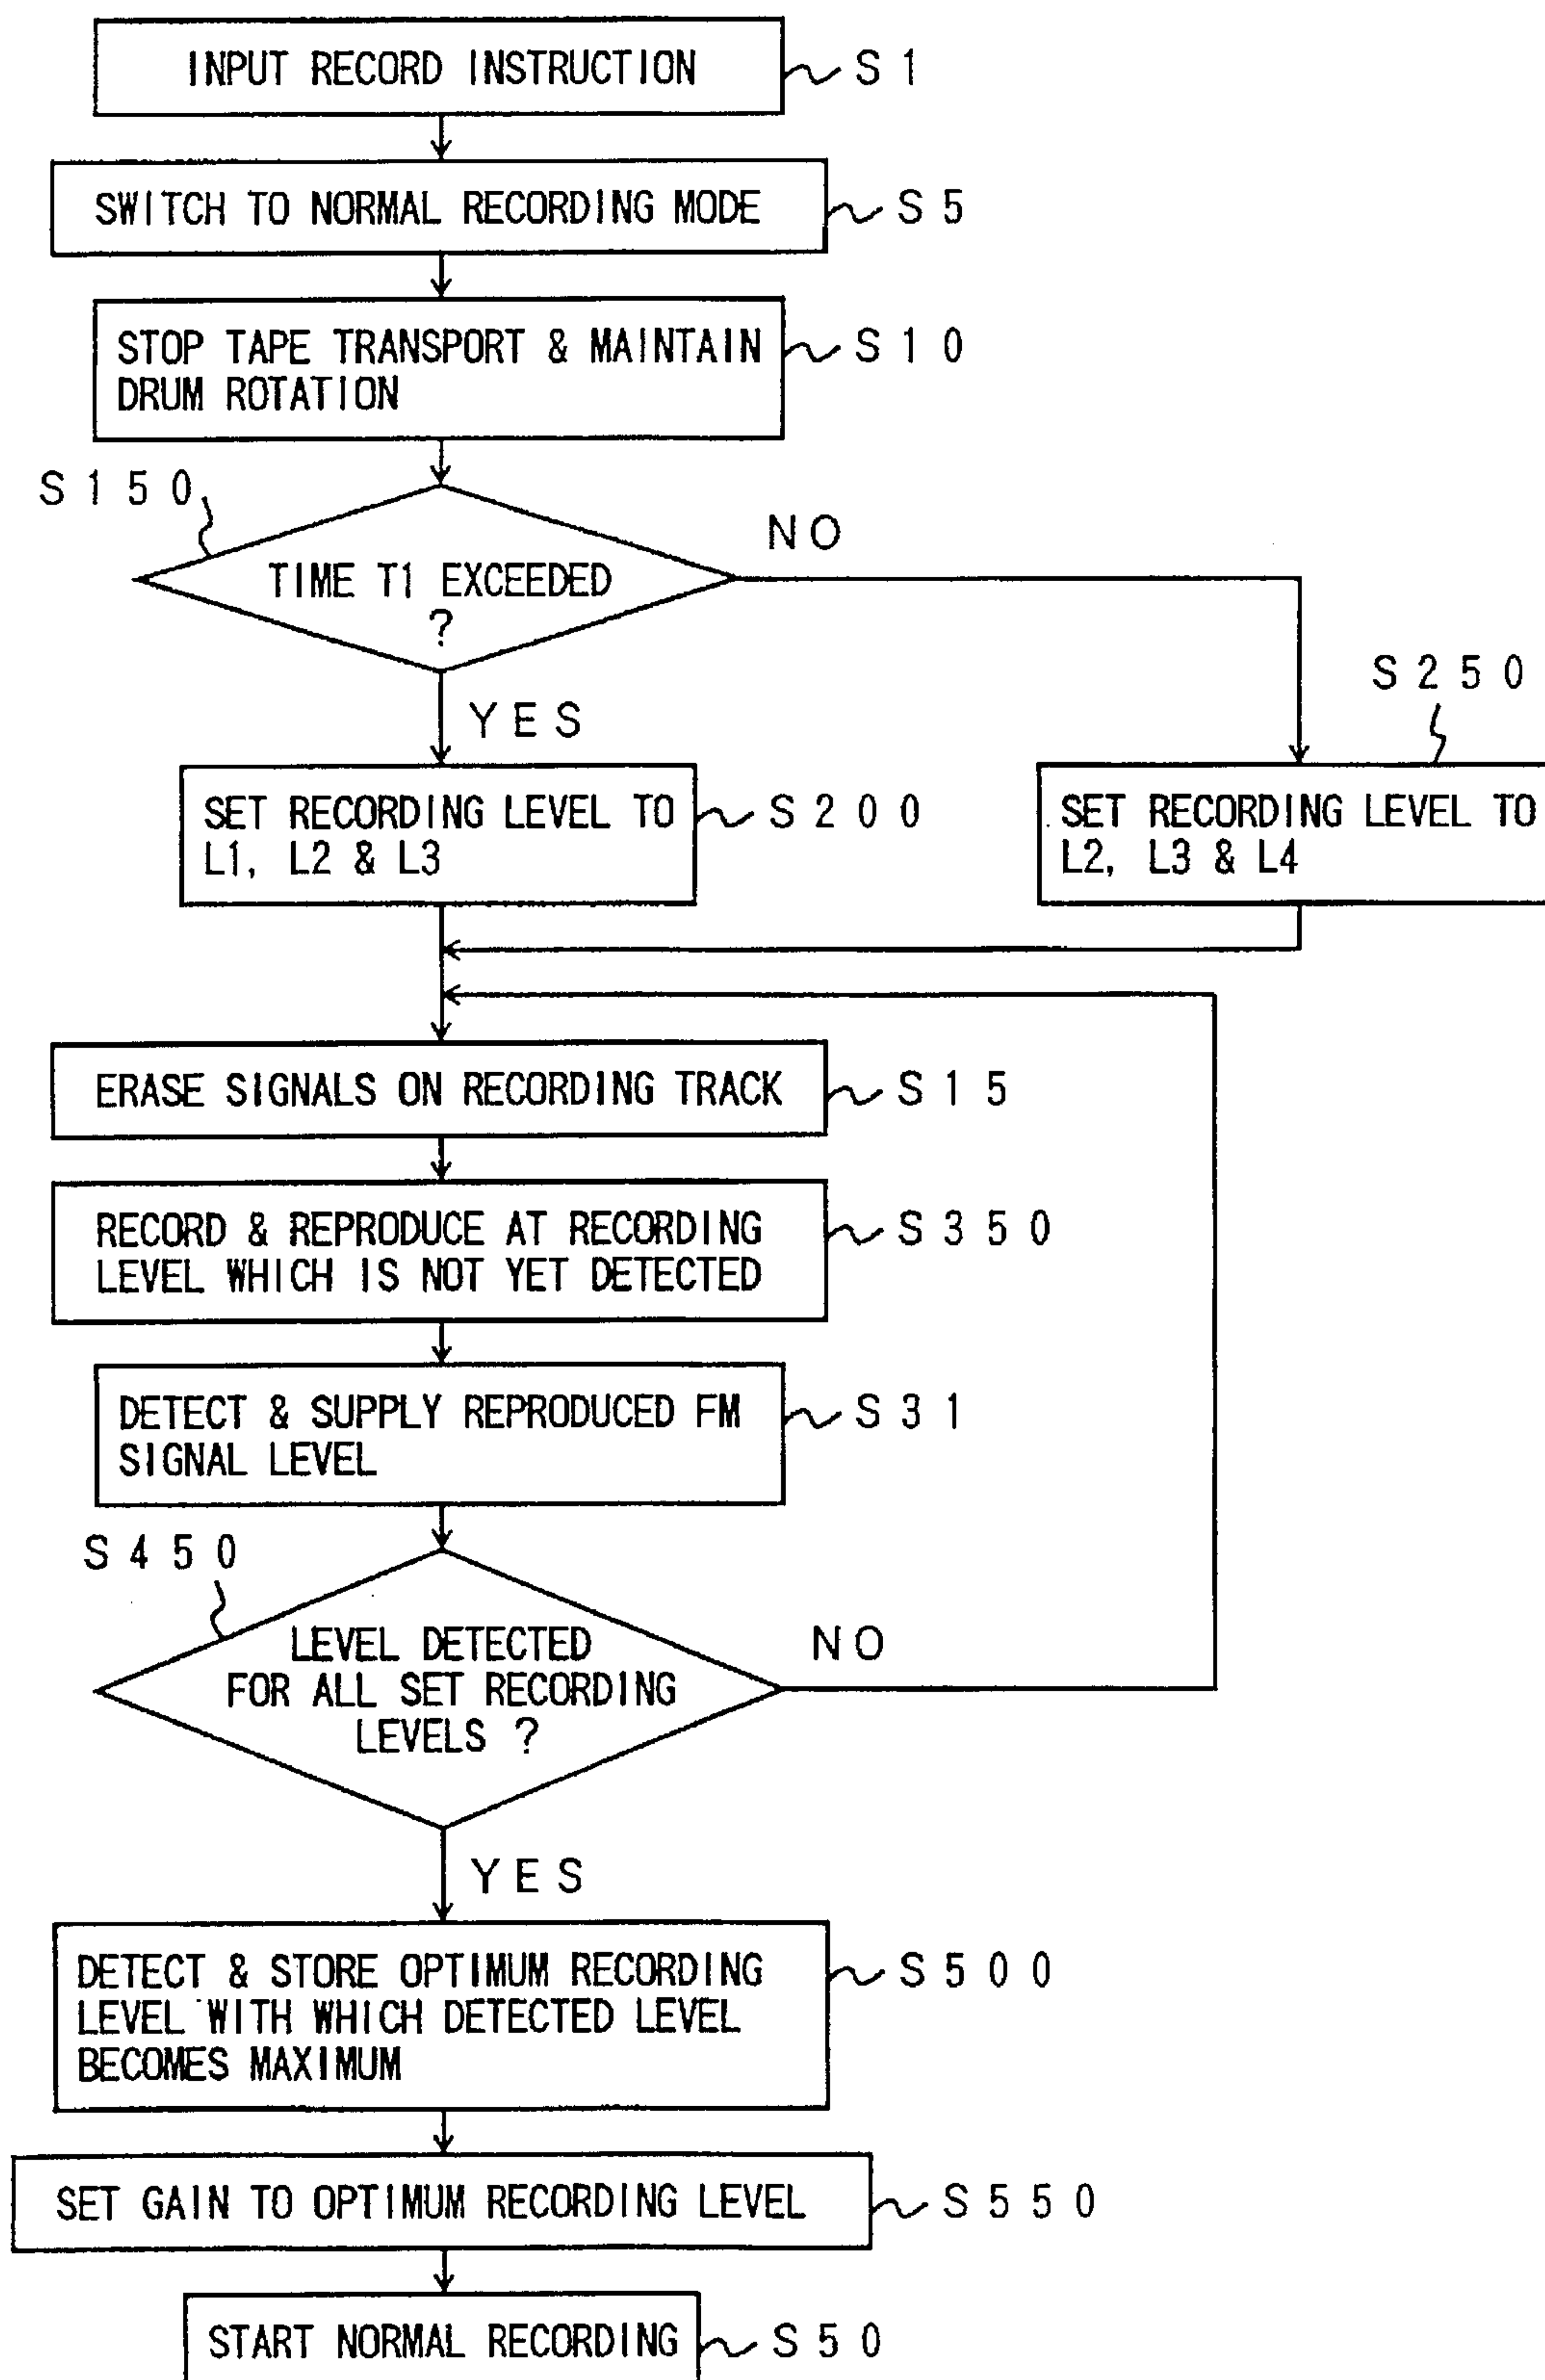 INPUT RECORD INSTRUCTION
S1
SWITCH TO NORMAL RECORDING MODE
S5
STOP TAPE TRANSPORT & MAINTAIN
DRUM ROTATION
S10
S150
TIME T1 EXCEEDED
?
NO
YES
SET RECORDING LEVEL TO
L1, L2 & L3
S200
S250
SET RECORDING LEVEL TO
L2, L3 & L4
ERASE SIGNALS ON RECORDING TRACK
S15
RECORD & REPRODUCE AT RECORDING
LEVEL WHICH IS NOT YET DETECTED
S350
DETECT & SUPPLY REPRODUCED FM
SIGNAL LEVEL
S31
S450
LEVEL DETECTED
FOR ALL SET RECORDING
LEVELS ?
NO
YES
DETECT & STORE OPTIMUM RECORDING
LEVEL WITH WHICH DETECTED LEVEL
BECOMES MAXIMUM
S500
SET GAIN TO OPTIMUM RECORDING LEVEL
S550
START NORMAL RECORDING
S50